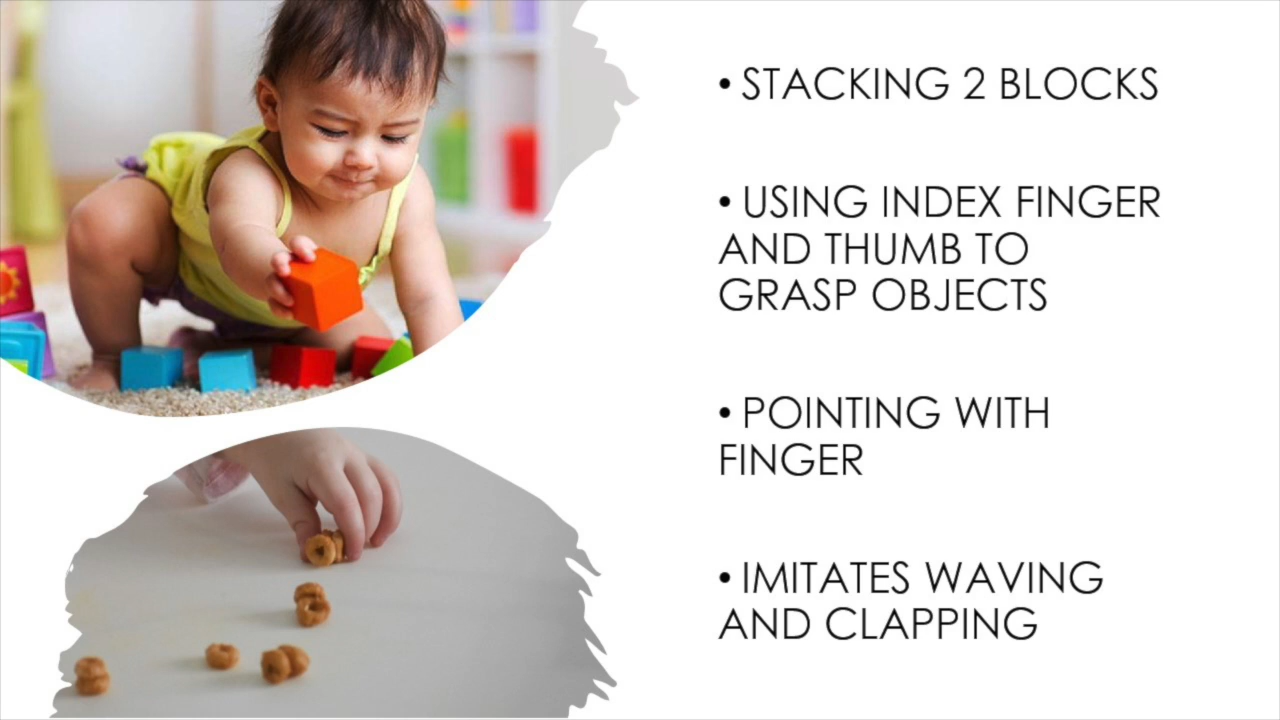 • STACKING 2 BLOCKS
• USING INDEX FINGER
AND THUMB TO
GRASP OBJECTS
• POINTING WITH
FINGER
• IMITATES WAVING
AND CLAPPING